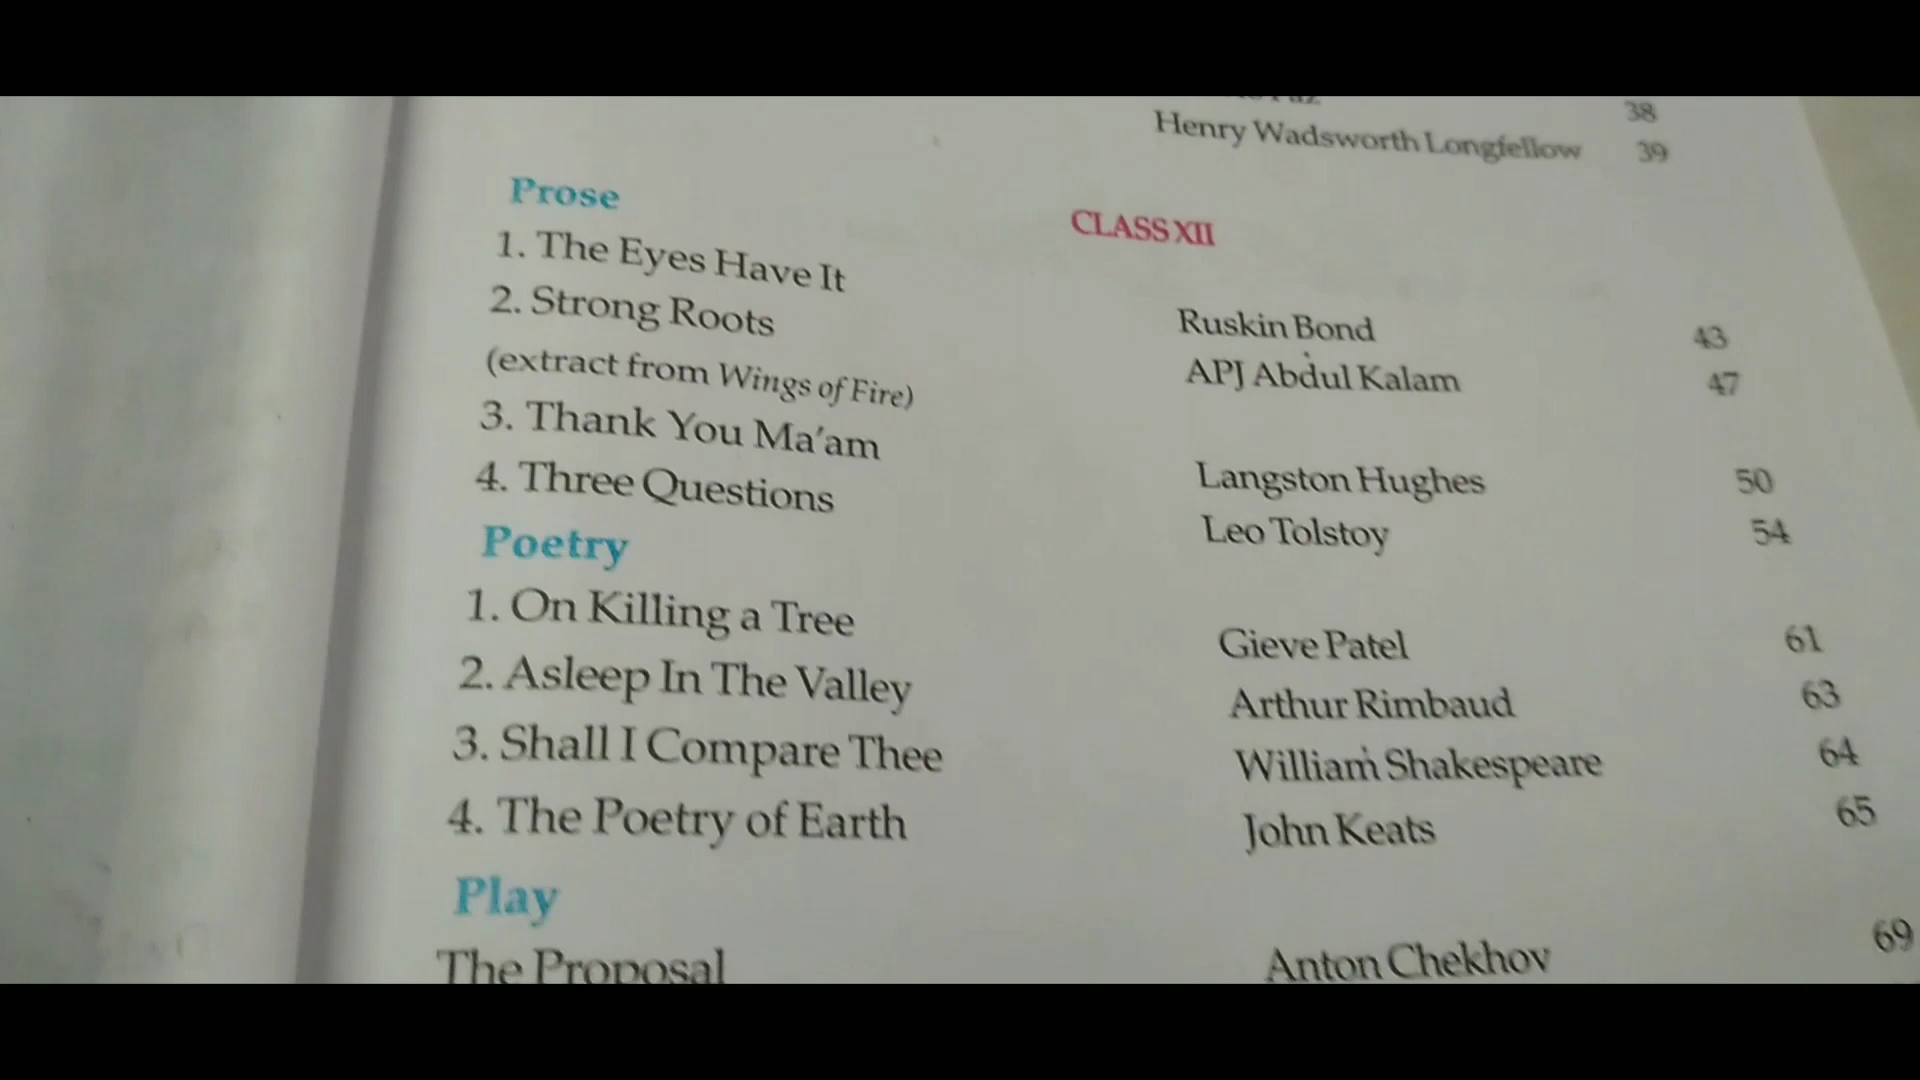 38
Henry Wadsworth Longfellow 39
CLASS XII
Prose
1. The Eyes Have It Ruskin Bond 43
2. Strong Roots APJ Abdul Kalam 47
(extract from Wings of Fire)
3. Thank You Ma'am Langston Hughes 50
4. Three Questions Leo Tolstoy 54
Poetry
1. On Killing a Tree Gieve Patel 61
2. Asleep In The Valley Arthur Rimbaud 63
3. Shall I Compare Thee William Shakespeare 64
4. The Poetry of Earth John Keats 65
Play
The Proposal Anton Chekhov 69